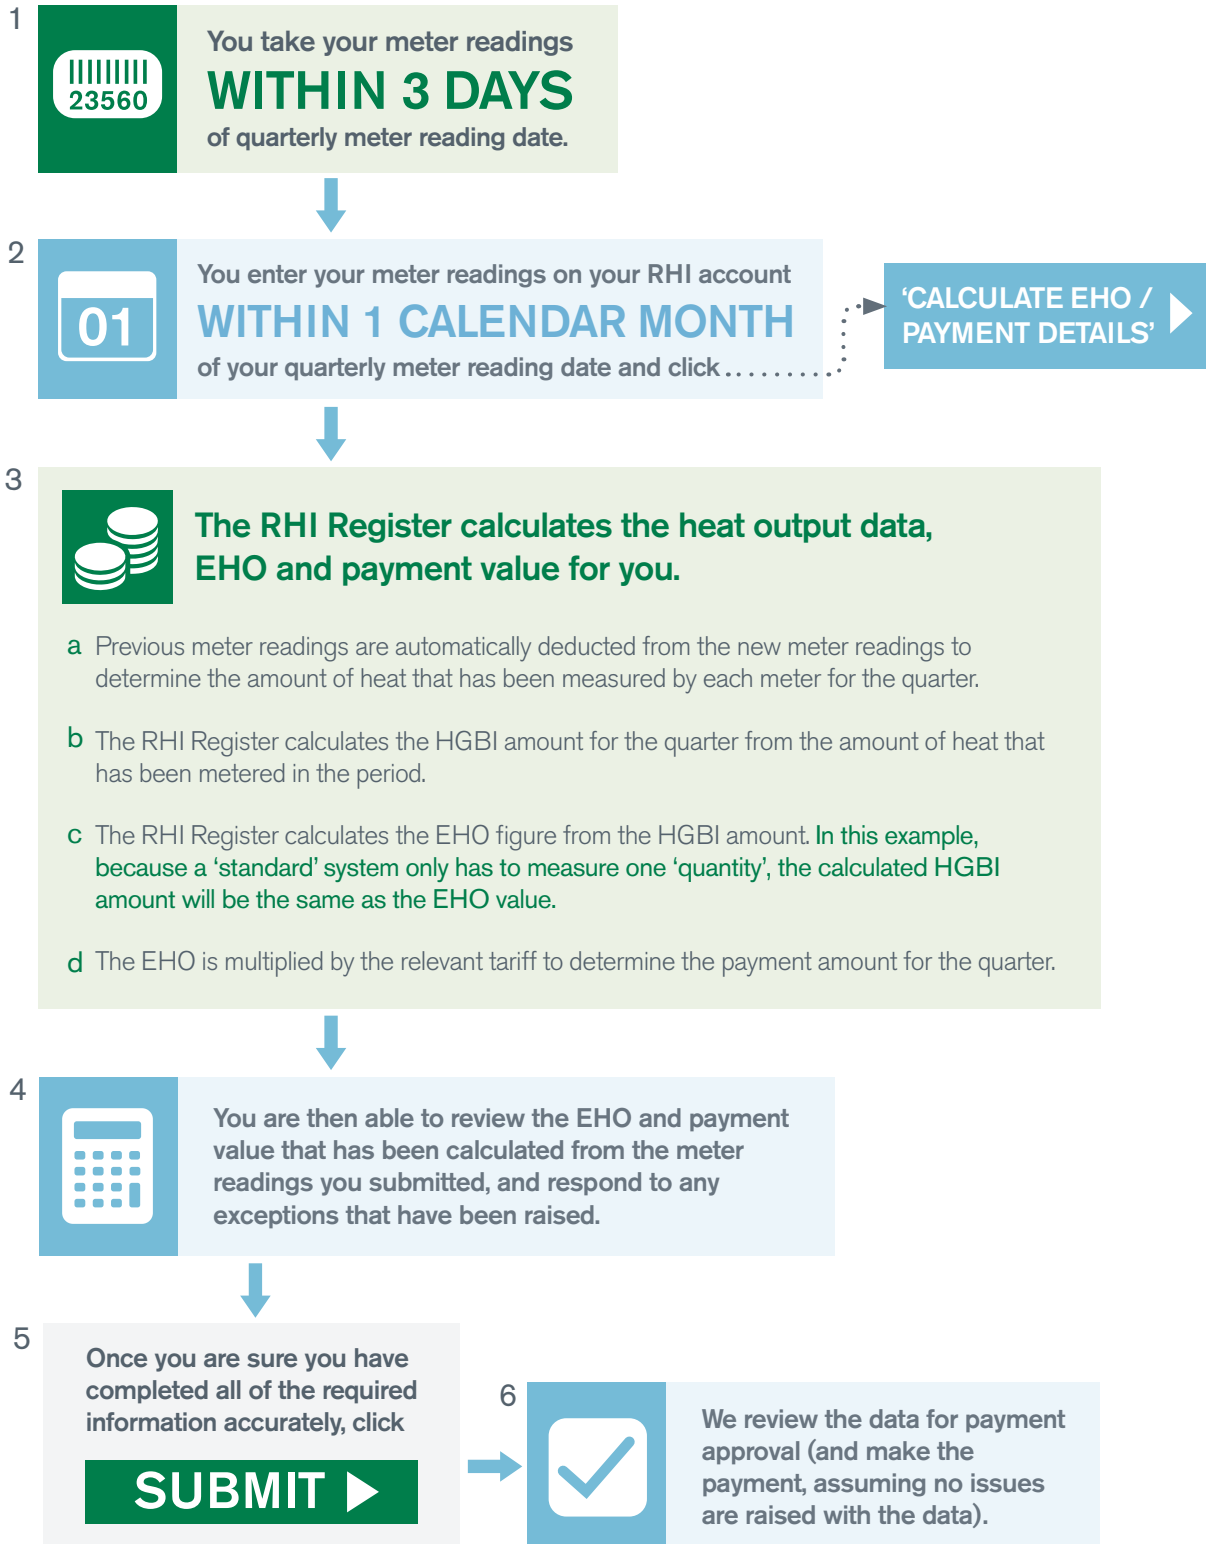 1
23560
You take your meter readings
WITHIN 3 DAYS
of quarterly meter reading date.
2
01
You enter your meter readings on your RHI account
WITHIN 1 CALENDAR MONTH
of your quarterly meter reading date and click
‘CALCULATE EHO /
PAYMENT DETAILS’
3
The RHI Register calculates the heat output data,
EHO and payment value for you.
a Previous meter readings are automatically deducted from the new meter readings to
determine the amount of heat that has been measured by each meter for the quarter.
b The RHI Register calculates the HGBI amount for the quarter from the amount of heat that
has been metered in the period.
c The RHI Register calculates the EHO figure from the HGBI amount. In this example,
because a ‘standard’ system only has to measure one ‘quantity’, the calculated HGBI
amount will be the same as the EHO value.
d The EHO is multiplied by the relevant tariff to determine the payment amount for the quarter.
4
You are then able to review the EHO and payment
value that has been calculated from the meter
readings you submitted, and respond to any
exceptions that have been raised.
5
Once you are sure you have
completed all of the required
information accurately, click
SUBMIT
6
We review the data for payment
approval (and make the
payment, assuming no issues
are raised with the data).